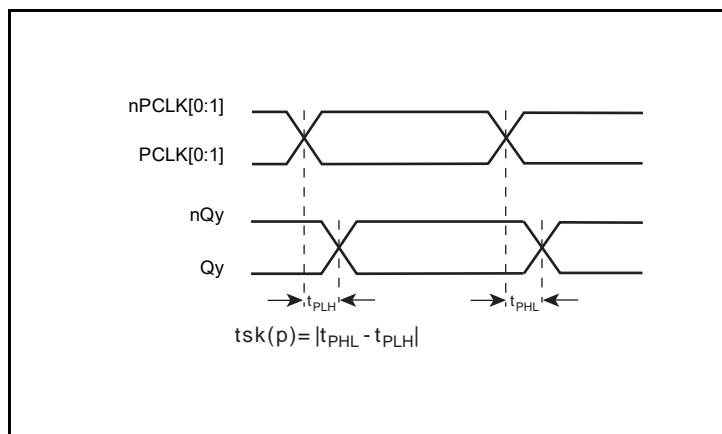 nPCLK[0:1]
PCLK[0:1]
nQy
Qy
tPLH
tPHL
tsk(p)= |tPHL - tPLH|